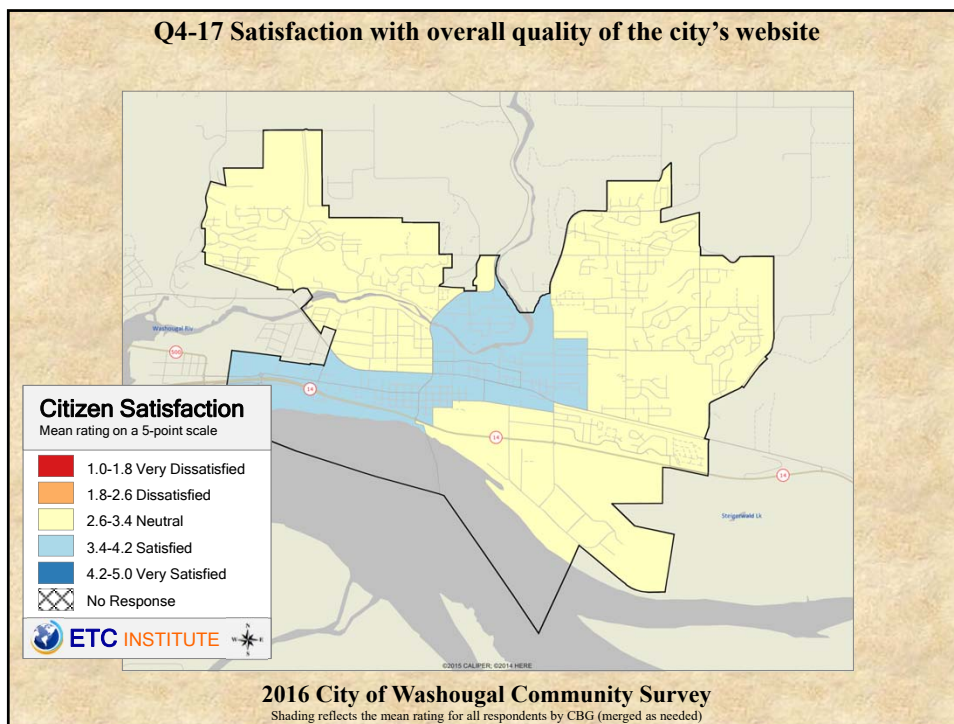 Q4-17 Satisfaction with overall quality of the city's website
Washougal Riv
500
14
14
14
Steigerwald Lk
Citizen Satisfaction
Mean rating on a 5-point scale
1.0-1.8 Very Dissatisfied
1.8-2.6 Dissatisfied
2.6-3.4 Neutral
3.4-4.2 Satisfied
4.2-5.0 Very Satisfied
No Response
ETC INSTITUTE
N
W E
S
©2015 CALIPER; ©2014 HERE
2016 City of Washougal Community Survey
Shading reflects the mean rating for all respondents by CBG (merged as needed)